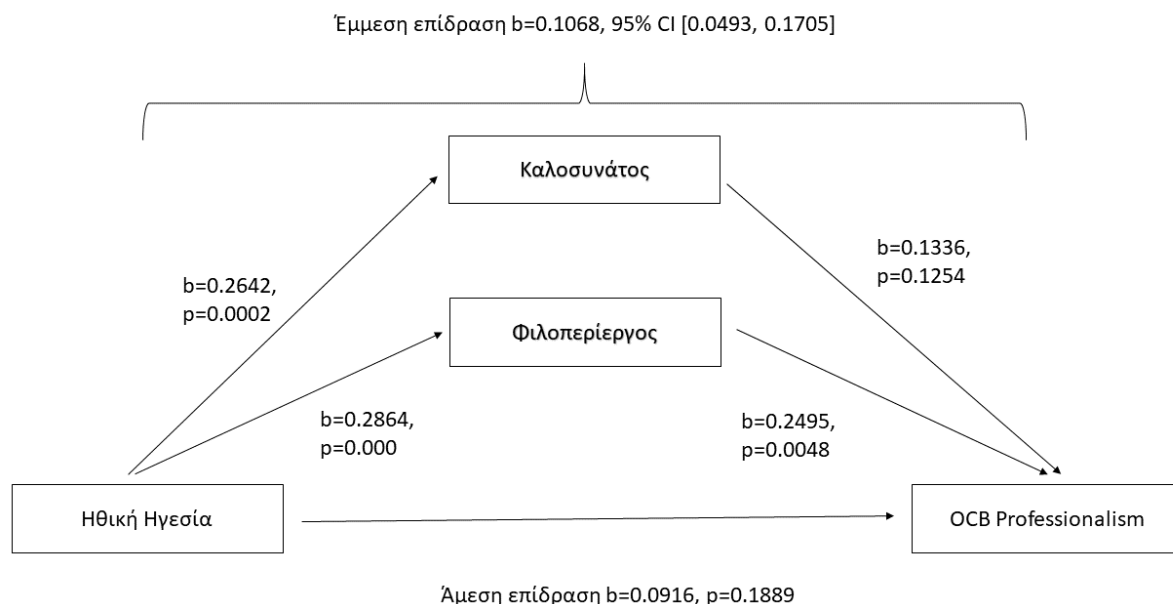 Έμμεση επίδραση b=0.1068, 95% CI [0.0493, 0.1705]
Καλοσυνάτος
b=0.2642,
p=0.0002
b=0.1336,
p=0.1254
Φιλοπερίεργος
b=0.2864,
p=0.000
b=0.2495,
p=0.0048
Ηθική Ηγεσία
OCB Professionalism
Άμεση επίδραση b=0.0916, p=0.1889